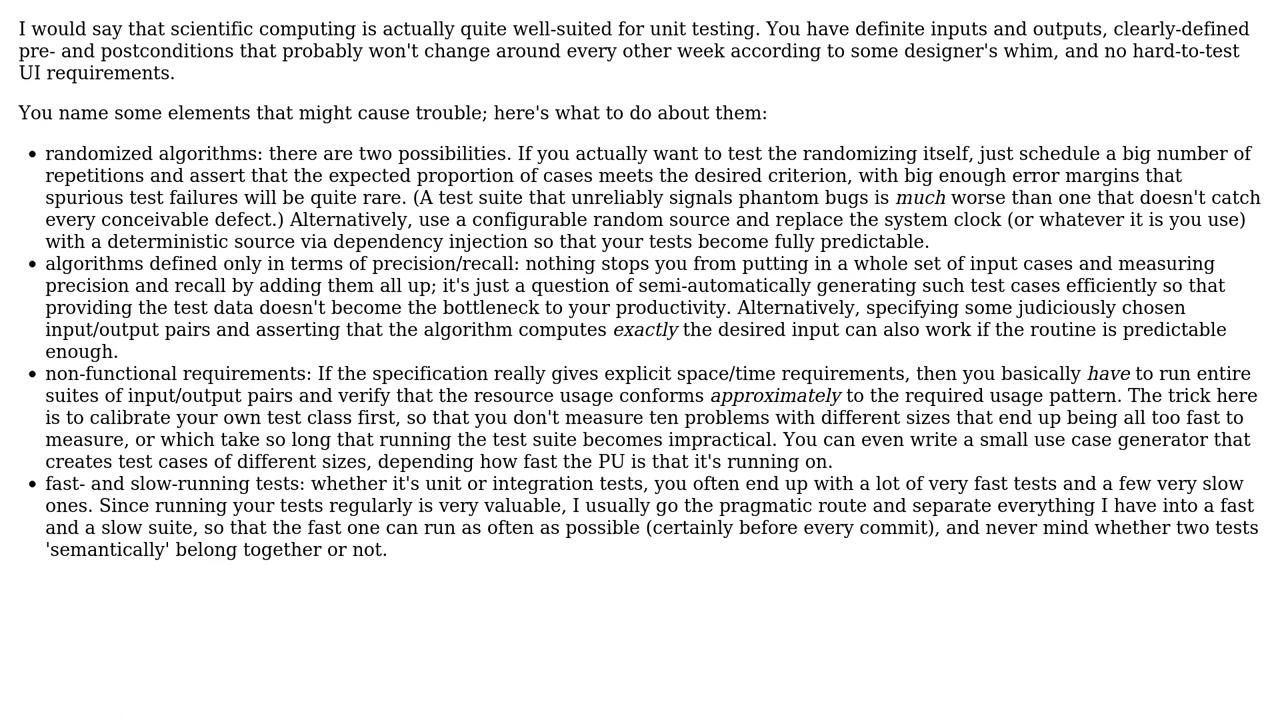 I would say that scientific computing is actually quite well-suited for unit testing. You have definite inputs and outputs, clearly-defined
pre- and postconditions that probably won't change around every other week according to some designer's whim, and no hard-to-test
UI requirements.
You name some elements that might cause trouble; here's what to do about them:
• randomized algorithms: there are two possibilities. If you actually want to test the randomizing itself, just schedule a big number of
repetitions and assert that the expected proportion of cases meets the desired criterion, with big enough error margins that
spurious test failures will be quite rare. (A test suite that unreliably signals phantom bugs is much worse than one that doesn't catch
every conceivable defect.) Alternatively, use a configurable random source and replace the system clock (or whatever it is you use)
with a deterministic source via dependency injection so that your tests become fully predictable.
• algorithms defined only in terms of precision/recall: nothing stops you from putting in a whole set of input cases and measuring
precision and recall by adding them all up; it's just a question of semi-automatically generating such test cases efficiently so that
providing the test data doesn't become the bottleneck to your productivity. Alternatively, specifying some judiciously chosen
input/output pairs and asserting that the algorithm computes exactly the desired input can also work if the routine is predictable
enough.
• non-functional requirements: If the specification really gives explicit space/time requirements, then you basically have to run entire
suites of input/output pairs and verify that the resource usage conforms approximately to the required usage pattern. The trick here
is to calibrate your own test class first, so that you don't measure ten problems with different sizes that end up being all too fast to
measure, or which take so long that running the test suite becomes impractical. You can even write a small use case generator that
creates test cases of different sizes, depending how fast the PU is that it's running on.
• fast- and slow-running tests: whether it's unit or integration tests, you often end up with a lot of very fast tests and a few very slow
ones. Since running your tests regularly is very valuable, I usually go the pragmatic route and separate everything I have into a fast
and a slow suite, so that the fast one can run as often as possible (certainly before every commit), and never mind whether two tests
'semantically' belong together or not.